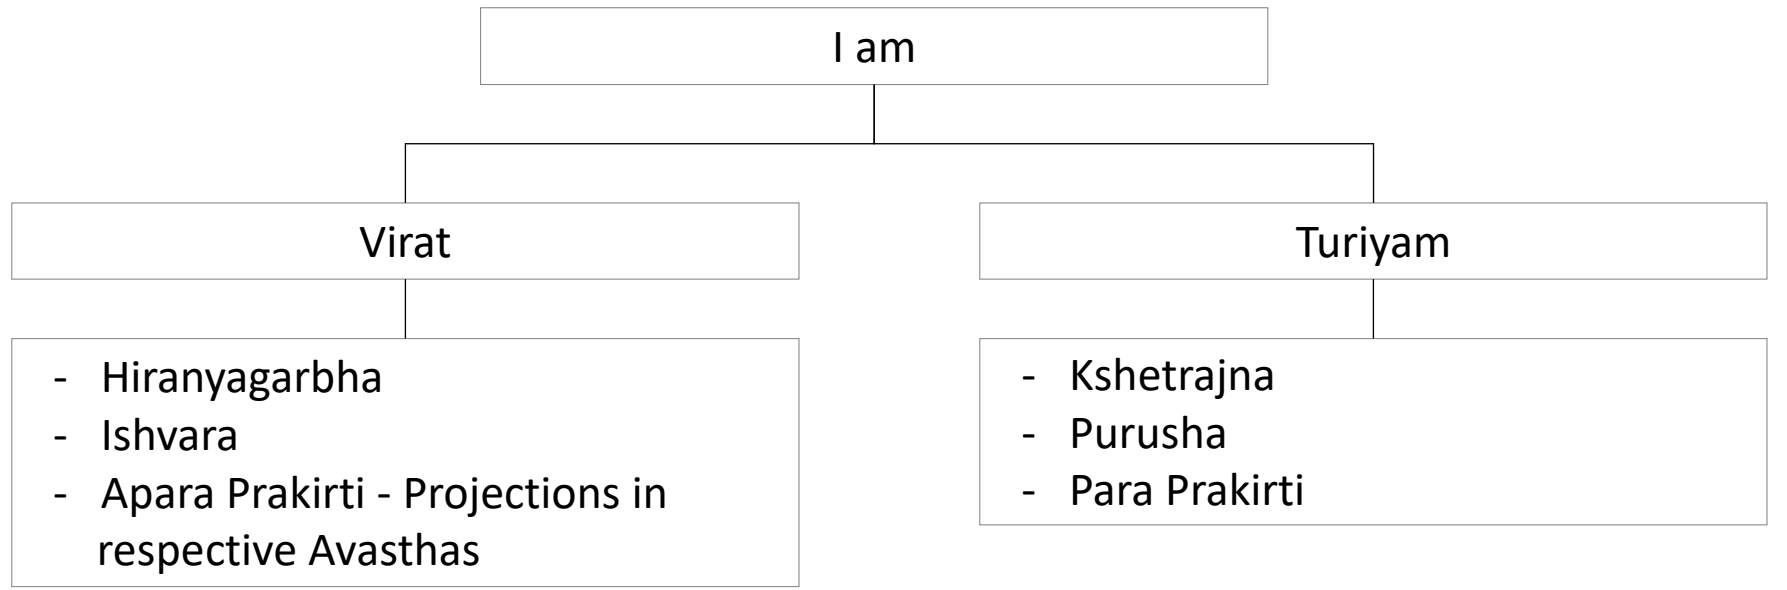 I am
Virat
Turiyam
- Hiranyagarbha
- Ishvara
- Apara Prakirti - Projections in
respective Avasthas
- Kshetrajna
- Purusha
- Para Prakirti